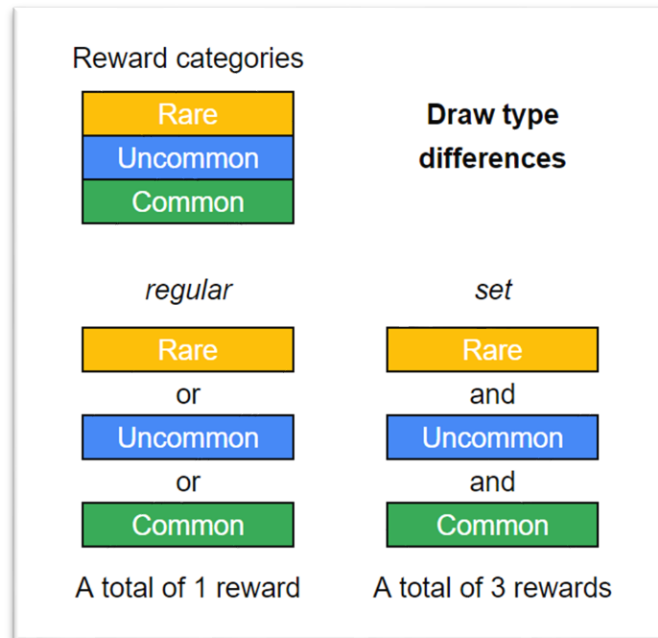 Reward categories
Rare
Uncommon
Common
Draw type
differences
regular
Rare
or
Uncommon
or
Common
A total of 1 reward
set
Rare
and
Uncommon
and
Common
A total of 3 rewards